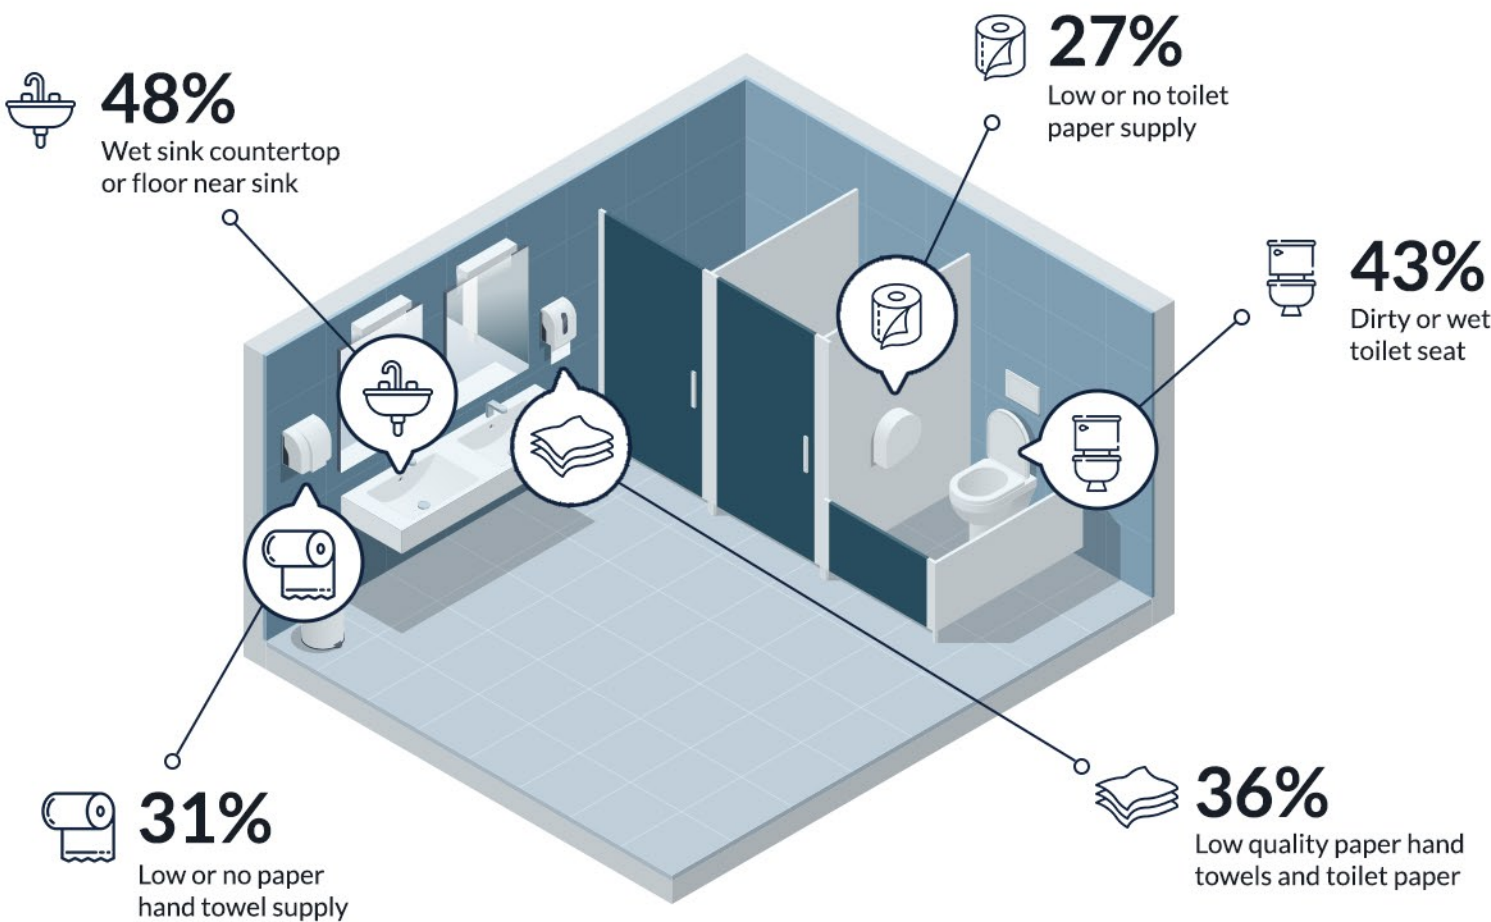 48%
Wet sink countertop
or floor near sink
27%
Low or no toilet
paper supply
43%
Dirty or wet
toilet seat
31%
Low or no paper
hand towel supply
36%
Low quality paper hand
towels and toilet paper